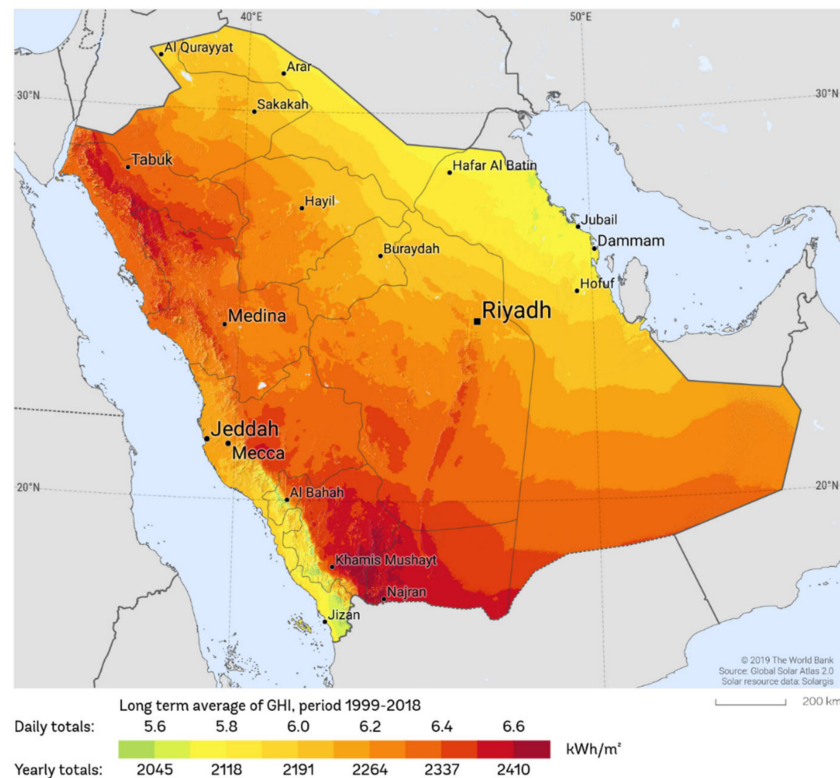 40°E 50°E
Al Qurayyat
Arar
30°N 30°N
Sakakah
Tabuk
Hafar Al Batin
Hayil
Jubail
Buraydah
Dammam
Hofuf
Riyadh
Medina
Jeddah
Mecca
20°N 20°N
Al Bahah
Khamis Mushayt
Najran
Jizan
© 2019 The World Bank
Source: Global Solar Atlas 2.0
Solar resource data: Solargis
200 km
Long term average of GHI, period 1999-2018
Daily totals: 5.6 5.8 6.0 6.2 6.4 6.6
kWh/m²
Yearly totals: 2045 2118 2191 2264 2337 2410